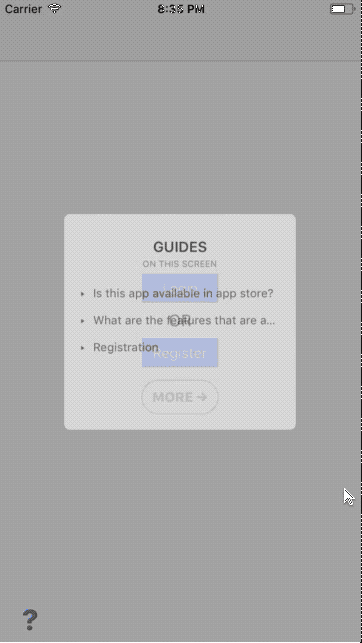 Carrier 8:36 PM
GUIDES
ON THIS SCREEN
• Is this app available in app store?
• What are the features that are a...
OR
• Registration
Register
MORE →
?